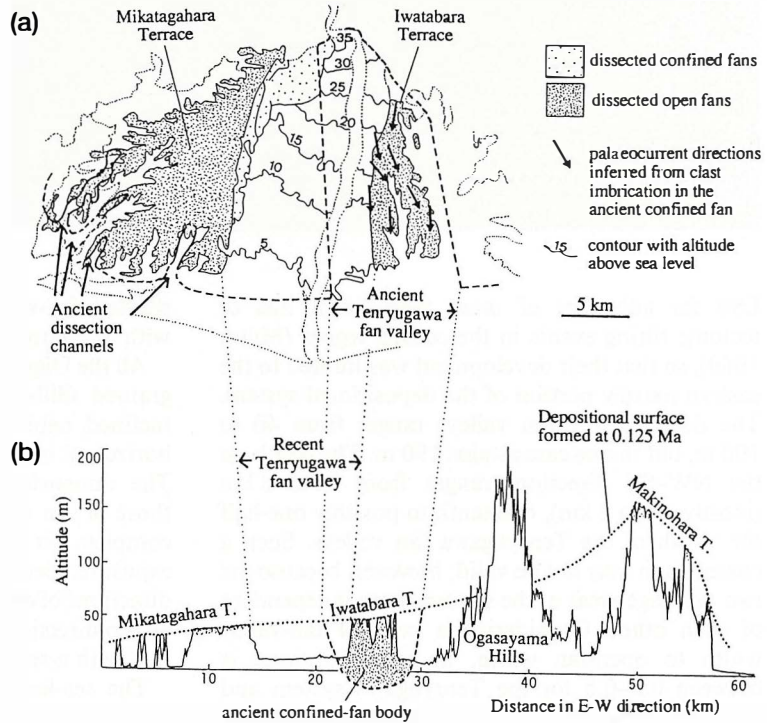 (a)
Mikatagahara
Terrace
Iwatabara
Terrace
35
30
25
20
15
10
5
dissected confined fans
dissected open fans
palaeocurrent directions
inferred from clast
imbrication in the
ancient confined fan
15 contour with altitude
above sea level
5 km
Ancient
dissection
channels
Ancient
Tenryugawa
fan valley
(b)
Recent
Tenryugawa
fan valley
Depositional surface
formed at 0.125 Ma
Makinohara T.
Altitude (m)
200
150
100
50
Mikatagahara T.
Iwatabara T.
Ogasayama
Hills
10 20 30 40 50 60
ancient confined-fan body
Distance in E-W direction (km)